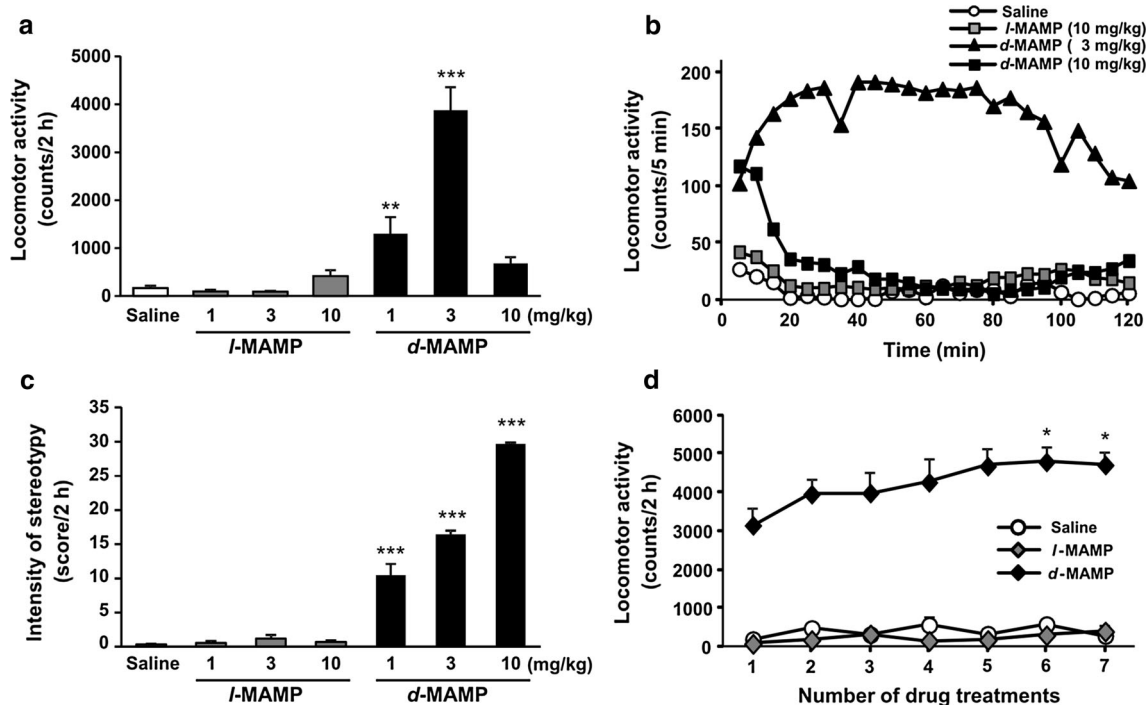 a
Locomotor activity
(counts/2 h)
5000
4000
3000
2000
1000
0
**
***
Saline 1 3 10 1 3 10 (mg/kg)
l-MAMP d-MAMP
b
Saline
l-MAMP (10 mg/kg)
d-MAMP ( 3 mg/kg)
d-MAMP (10 mg/kg)
Locomotor activity
(counts/5 min)
200
150
100
50
0
0 20 40 60 80 100 120
Time (min)
c
Intensity of stereotypy
(score/2 h)
35
30
25
20
15
10
5
0
***
***
***
Saline 1 3 10 1 3 10 (mg/kg)
l-MAMP d-MAMP
d
Locomotor activity
(counts/2 h)
6000
5000
4000
3000
2000
1000
0
* *
Saline
l-MAMP
d-MAMP
1 2 3 4 5 6 7
Number of drug treatments